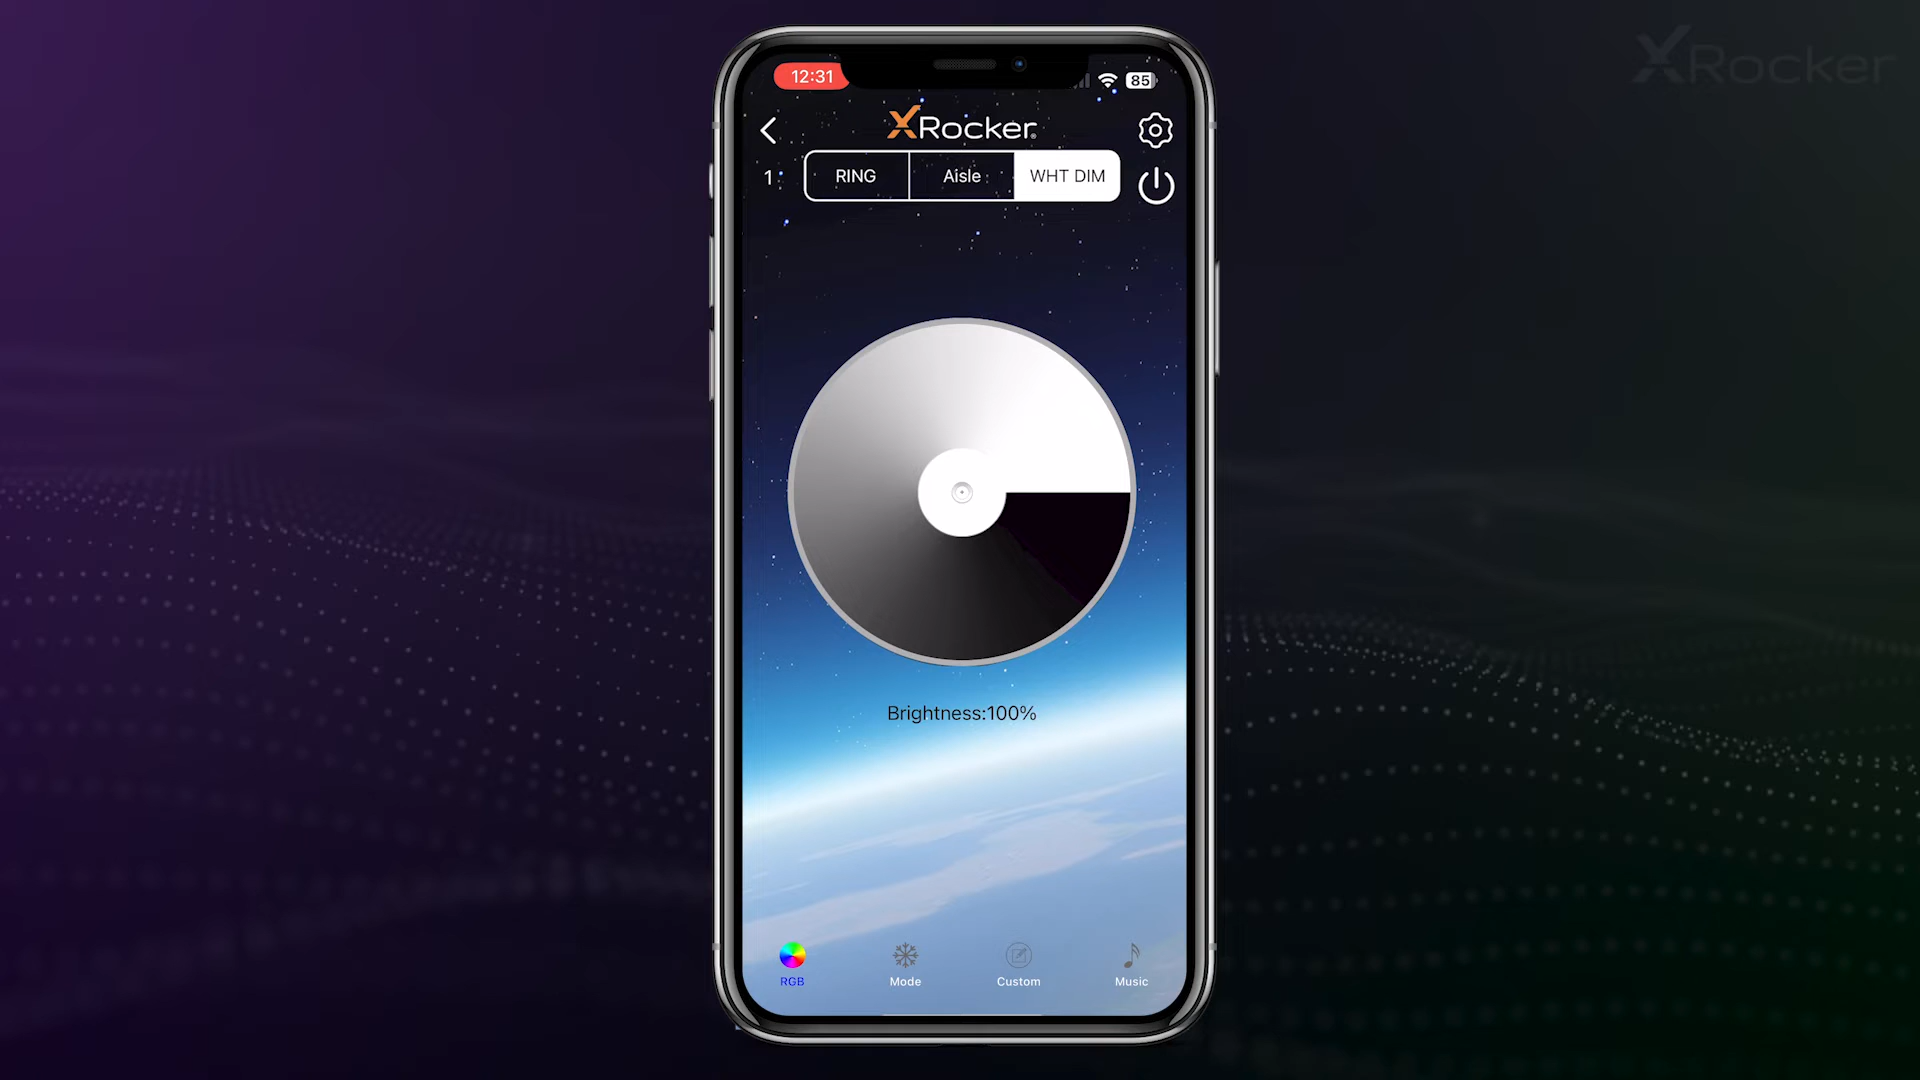 XRocker
12:31
85
XRocker
1
RING
Aisle
WHT DIM
Brightness:100%
RGB
Mode
Custom
Music